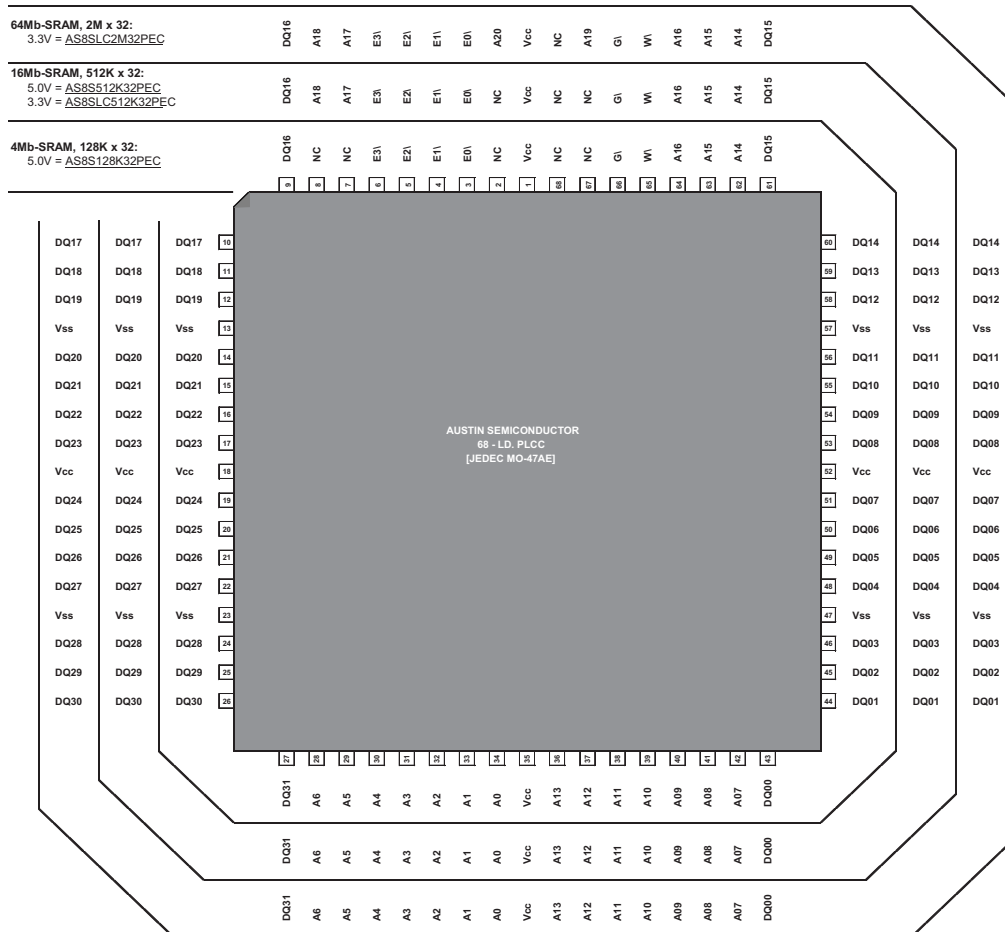 64Mb-SRAM, 2M x 32:
3.3V = AS8SLC2M32PEC
DQ16 A18 A17 E3\ E2\ E1\ E0\ A20 Vcc NC A19 G\ W\ A16 A15 A14 DQ15
16Mb-SRAM, 512K x 32:
5.0V = AS8S512K32PEC
3.3V = AS8SLC512K32PEC
DQ16 A18 A17 E3\ E2\ E1\ E0\ NC Vcc NC NC G\ W\ A16 A15 A14 DQ15
4Mb-SRAM, 128K x 32:
5.0V = AS8S128K32PEC
DQ16 NC NC E3\ E2\ E1\ E0\ NC Vcc NC NC G\ W\ A16 A15 A14 DQ15
9 8 7 6 5 4 3 2 1 68 67 66 65 64 63 62 61
DQ17 DQ17 DQ17 10 60 DQ14 DQ14 DQ14
DQ18 DQ18 DQ18 11 59 DQ13 DQ13 DQ13
DQ19 DQ19 DQ19 12 58 DQ12 DQ12 DQ12
Vss Vss Vss 13 57 Vss Vss Vss
DQ20 DQ20 DQ20 14 56 DQ11 DQ11 DQ11
DQ21 DQ21 DQ21 15 55 DQ10 DQ10 DQ10
DQ22 DQ22 DQ22 16 54 DQ09 DQ09 DQ09
AUSTIN SEMICONDUCTOR
68 - LD. PLCC
[JEDEC MO-47AE]
DQ23 DQ23 DQ23 17 53 DQ08 DQ08 DQ08
Vcc Vcc Vcc 18 52 Vcc Vcc Vcc
DQ24 DQ24 DQ24 19 51 DQ07 DQ07 DQ07
DQ25 DQ25 DQ25 20 50 DQ06 DQ06 DQ06
DQ26 DQ26 DQ26 21 49 DQ05 DQ05 DQ05
DQ27 DQ27 DQ27 22 48 DQ04 DQ04 DQ04
Vss Vss Vss 23 47 Vss Vss Vss
DQ28 DQ28 DQ28 24 46 DQ03 DQ03 DQ03
DQ29 DQ29 DQ29 25 45 DQ02 DQ02 DQ02
DQ30 DQ30 DQ30 26 44 DQ01 DQ01 DQ01
27 28 29 30 31 32 33 34 35 36 37 38 39 40 41 42 43
DQ31 A6 A5 A4 A3 A2 A1 A0 Vcc A13 A12 A11 A10 A09 A08 A07 DQ00
DQ31 A6 A5 A4 A3 A2 A1 A0 Vcc A13 A12 A11 A10 A09 A08 A07 DQ00
DQ31 A6 A5 A4 A3 A2 A1 A0 Vcc A13 A12 A11 A10 A09 A08 A07 DQ00